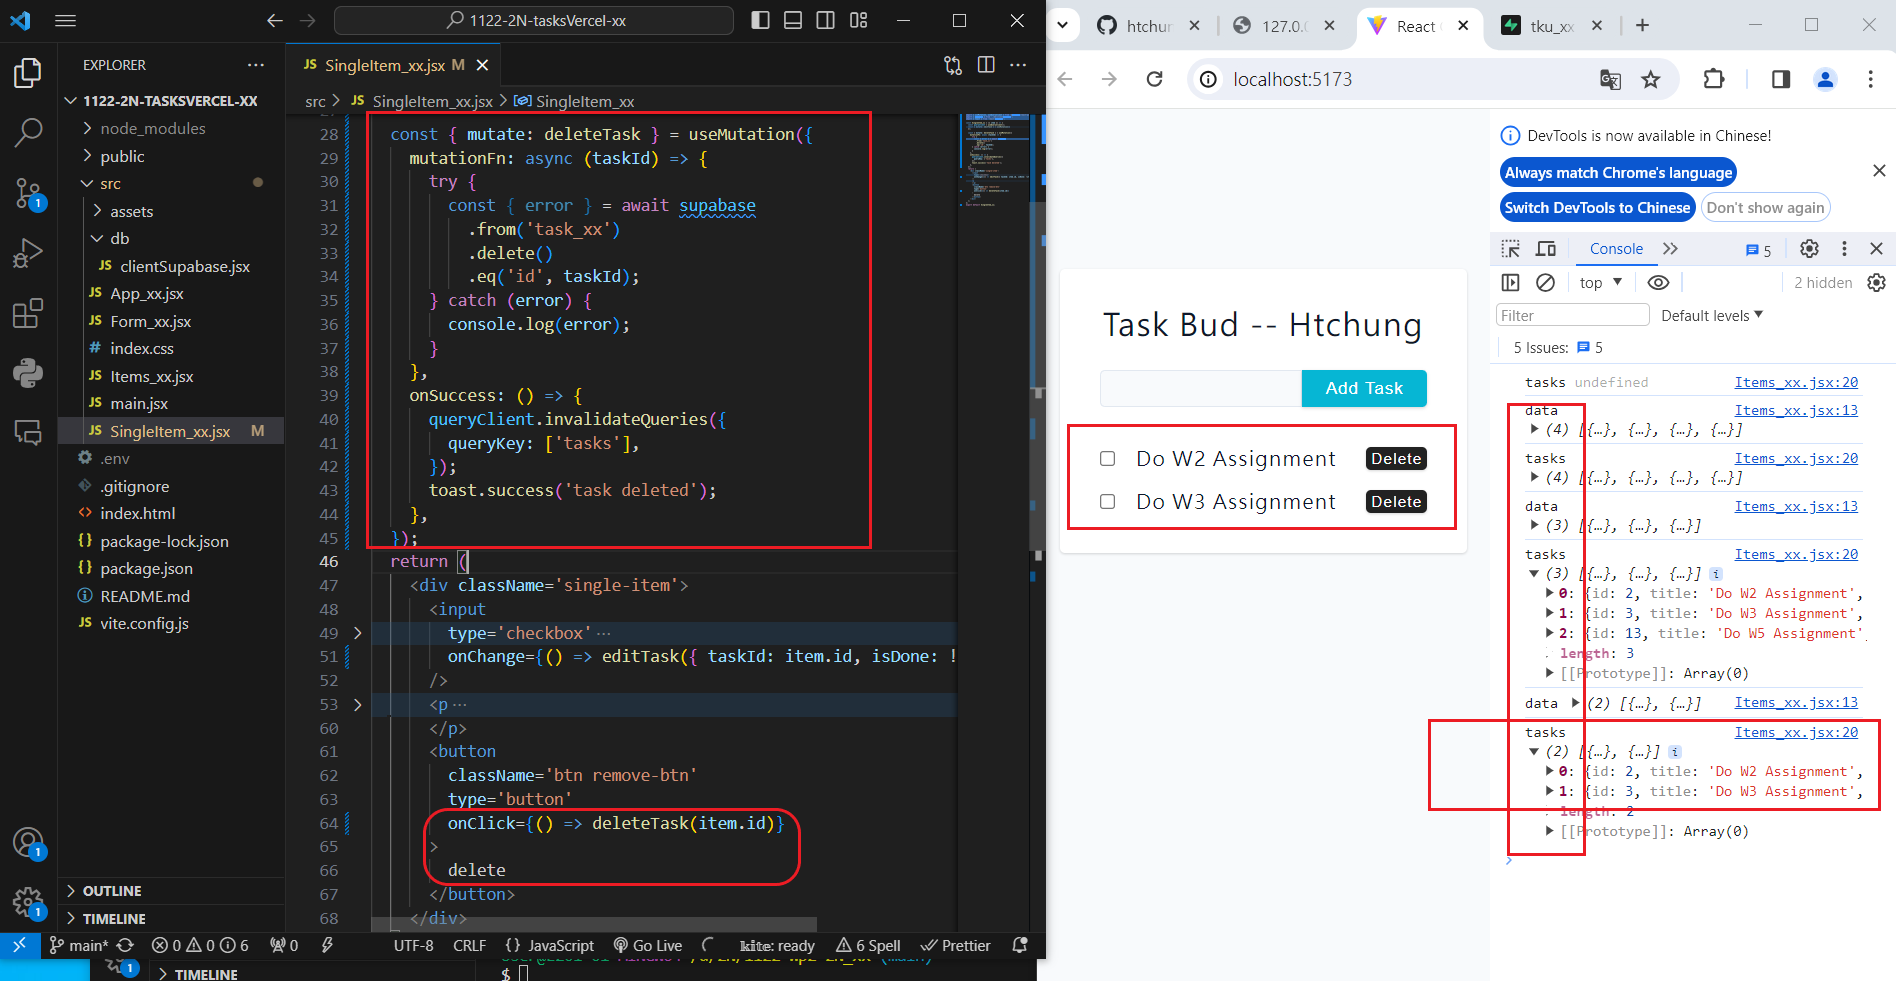 1122-2N-tasksVercel-xx
EXPLORER
1122-2N-TASKSVERCEL-XX
node_modules
public
src
assets
db
JS clientSupabase.jsx
JS App_xx.jsx
JS Form_xx.jsx
# index.css
JS Items_xx.jsx
JS main.jsx
JS SingleItem_xx.jsx M
.env
.gitignore
<> index.html
{} package-lock.json
{} package.json
README.md
JS vite.config.js
OUTLINE
TIMELINE
1
1
1
JS SingleItem_xx.jsx M
src > JS SingleItem_xx.jsx > SingleItem_xx
28 const { mutate: deleteTask } = useMutation({
29 mutationFn: async (taskId) => {
30 try {
31 const { error } = await supabase
32 .from('task_xx')
33 .delete()
34 .eq('id', taskId);
35 } catch (error) {
36 console.log(error);
37 }
38 },
39 onSuccess: () => {
40 queryClient.invalidateQueries({
41 queryKey: ['tasks'],
42 });
43 toast.success('task deleted');
44 },
45 });
46 return (
47 <div className='single-item'>
48 <input
49 type='checkbox' ...
51 onChange={() => editTask({ taskId: item.id, isDone: !
52 />
53 <p ...
60 </p>
61 <button
62 className='btn remove-btn'
63 type='button'
64 onClick={() => deleteTask(item.id)}
65 >
66 delete
67 </button>
68 </div>
main* 0 0 6 0 UTF-8 CRLF {} JavaScript Go Live kite: ready 6 Spell Prettier
1
TIMELINE
$
htchur
127.0.0
React
tku_xx
localhost:5173
Task Bud -- Htchung
Add Task
Do W2 Assignment Delete
Do W3 Assignment Delete
DevTools is now available in Chinese!
Always match Chrome's language
Switch DevTools to Chinese Don't show again
Console 5
top 2 hidden
Filter Default levels
5 Issues: 5
tasks undefined Items_xx.jsx:20
data Items_xx.jsx:13
(4) [{…}, {…}, {…}, {…}]
tasks Items_xx.jsx:20
(4) [{…}, {…}, {…}, {…}]
data Items_xx.jsx:13
(3) [{…}, {…}, {…}]
tasks Items_xx.jsx:20
(3) [{…}, {…}, {…}] i
0: {id: 2, title: 'Do W2 Assignment',
1: {id: 3, title: 'Do W3 Assignment',
2: {id: 13, title: 'Do W5 Assignment',
length: 3
[[Prototype]]: Array(0)
data (2) [{…}, {…}] Items_xx.jsx:13
tasks Items_xx.jsx:20
(2) [{…}, {…}] i
0: {id: 2, title: 'Do W2 Assignment',
1: {id: 3, title: 'Do W3 Assignment',
length: 2
[[Prototype]]: Array(0)